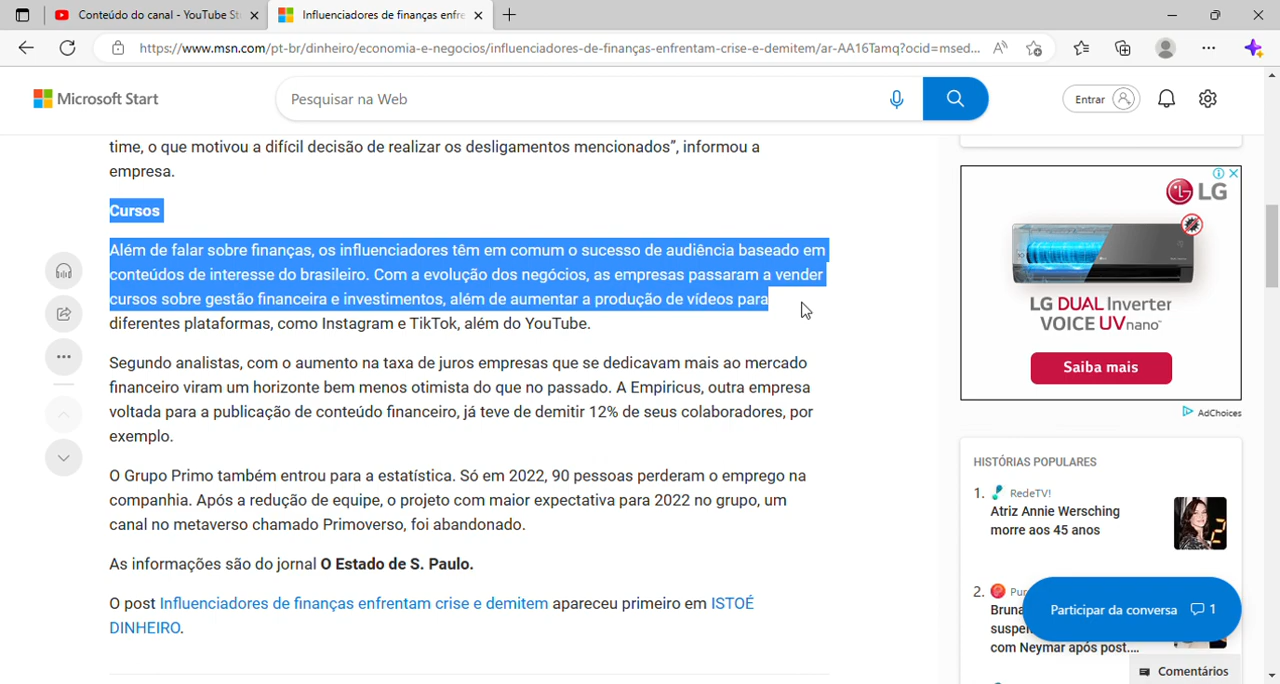 Conteúdo do canal - YouTube St
Influenciadores de finanças enfre
https://www.msn.com/pt-br/dinheiro/economia-e-negocios/influenciadores-de-finanças-enfrentam-crise-e-demitem/ar-AA16Tamq?ocid=msed...
Microsoft Start
Pesquisar na Web
Entrar
time, o que motivou a difícil decisão de realizar os desligamentos mencionados”, informou a
empresa.
Cursos
Além de falar sobre finanças, os influenciadores têm em comum o sucesso de audiência baseado em
conteúdos de interesse do brasileiro. Com a evolução dos negócios, as empresas passaram a vender
cursos sobre gestão financeira e investimentos, além de aumentar a produção de vídeos para
diferentes plataformas, como Instagram e TikTok, além do YouTube.
Segundo analistas, com o aumento na taxa de juros empresas que se dedicavam mais ao mercado
financeiro viram um horizonte bem menos otimista do que no passado. A Empiricus, outra empresa
voltada para a publicação de conteúdo financeiro, já teve de demitir 12% de seus colaboradores, por
exemplo.
O Grupo Primo também entrou para a estatística. Só em 2022, 90 pessoas perderam o emprego na
companhia. Após a redução de equipe, o projeto com maior expectativa para 2022 no grupo, um
canal no metaverso chamado Primoverso, foi abandonado.
As informações são do jornal O Estado de S. Paulo.
O post Influenciadores de finanças enfrentam crise e demitem apareceu primeiro em ISTOÉ
DINHEIRO.
LG
LG DUAL Inverter
VOICE UVnano™
Saiba mais
AdChoices
HISTÓRIAS POPULARES
1. RedeTV!
Atriz Annie Wersching
morre aos 45 anos
2. Pur
Bruna
suspen
com Neymar após post....
Participar da conversa 1
Comentários